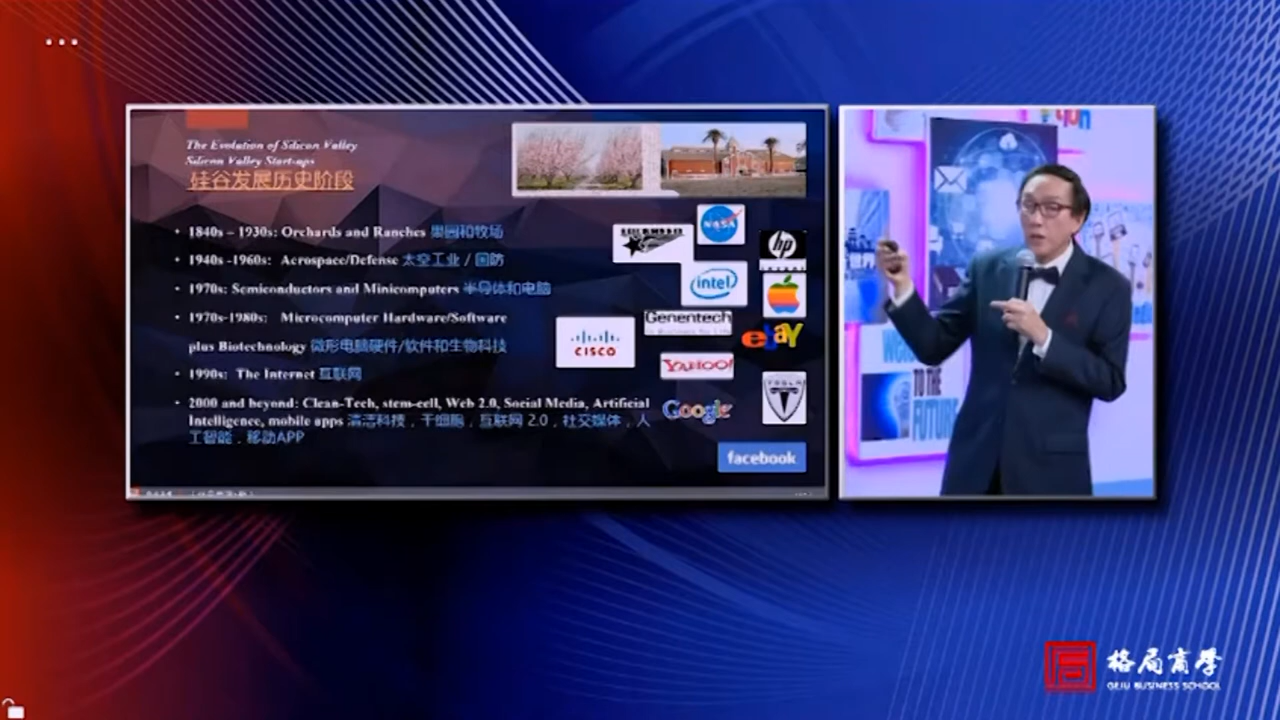 The Evolution of Silicon Valley
Silicon Valley Start-ups
硅谷发展历史阶段
• 1840s – 1930s: Orchards and Ranches 果园和牧场
• 1940s -1960s: Aerospace/Defense 太空工业 / 国防
• 1970s: Semiconductors and Minicomputers 半导体和电脑
• 1970s-1980s: Microcomputer Hardware/Software
plus Biotechnology 微形电脑硬件/软件和生物科技
• 1990s: The Internet 互联网
• 2000 and beyond: Clean-Tech, stem-cell, Web 2.0, Social Media, Artificial
Intelligence, mobile apps 清洁科技，干细胞，互联网 2.0，社交媒体，人
工智能，移动APP
NASA
hp
intel
Genentech
ebay
CISCO
YAHOO!
TESLA
Google
facebook
TO THE
FUTURE
格局商学
GEJU BUSINESS SCHOOL